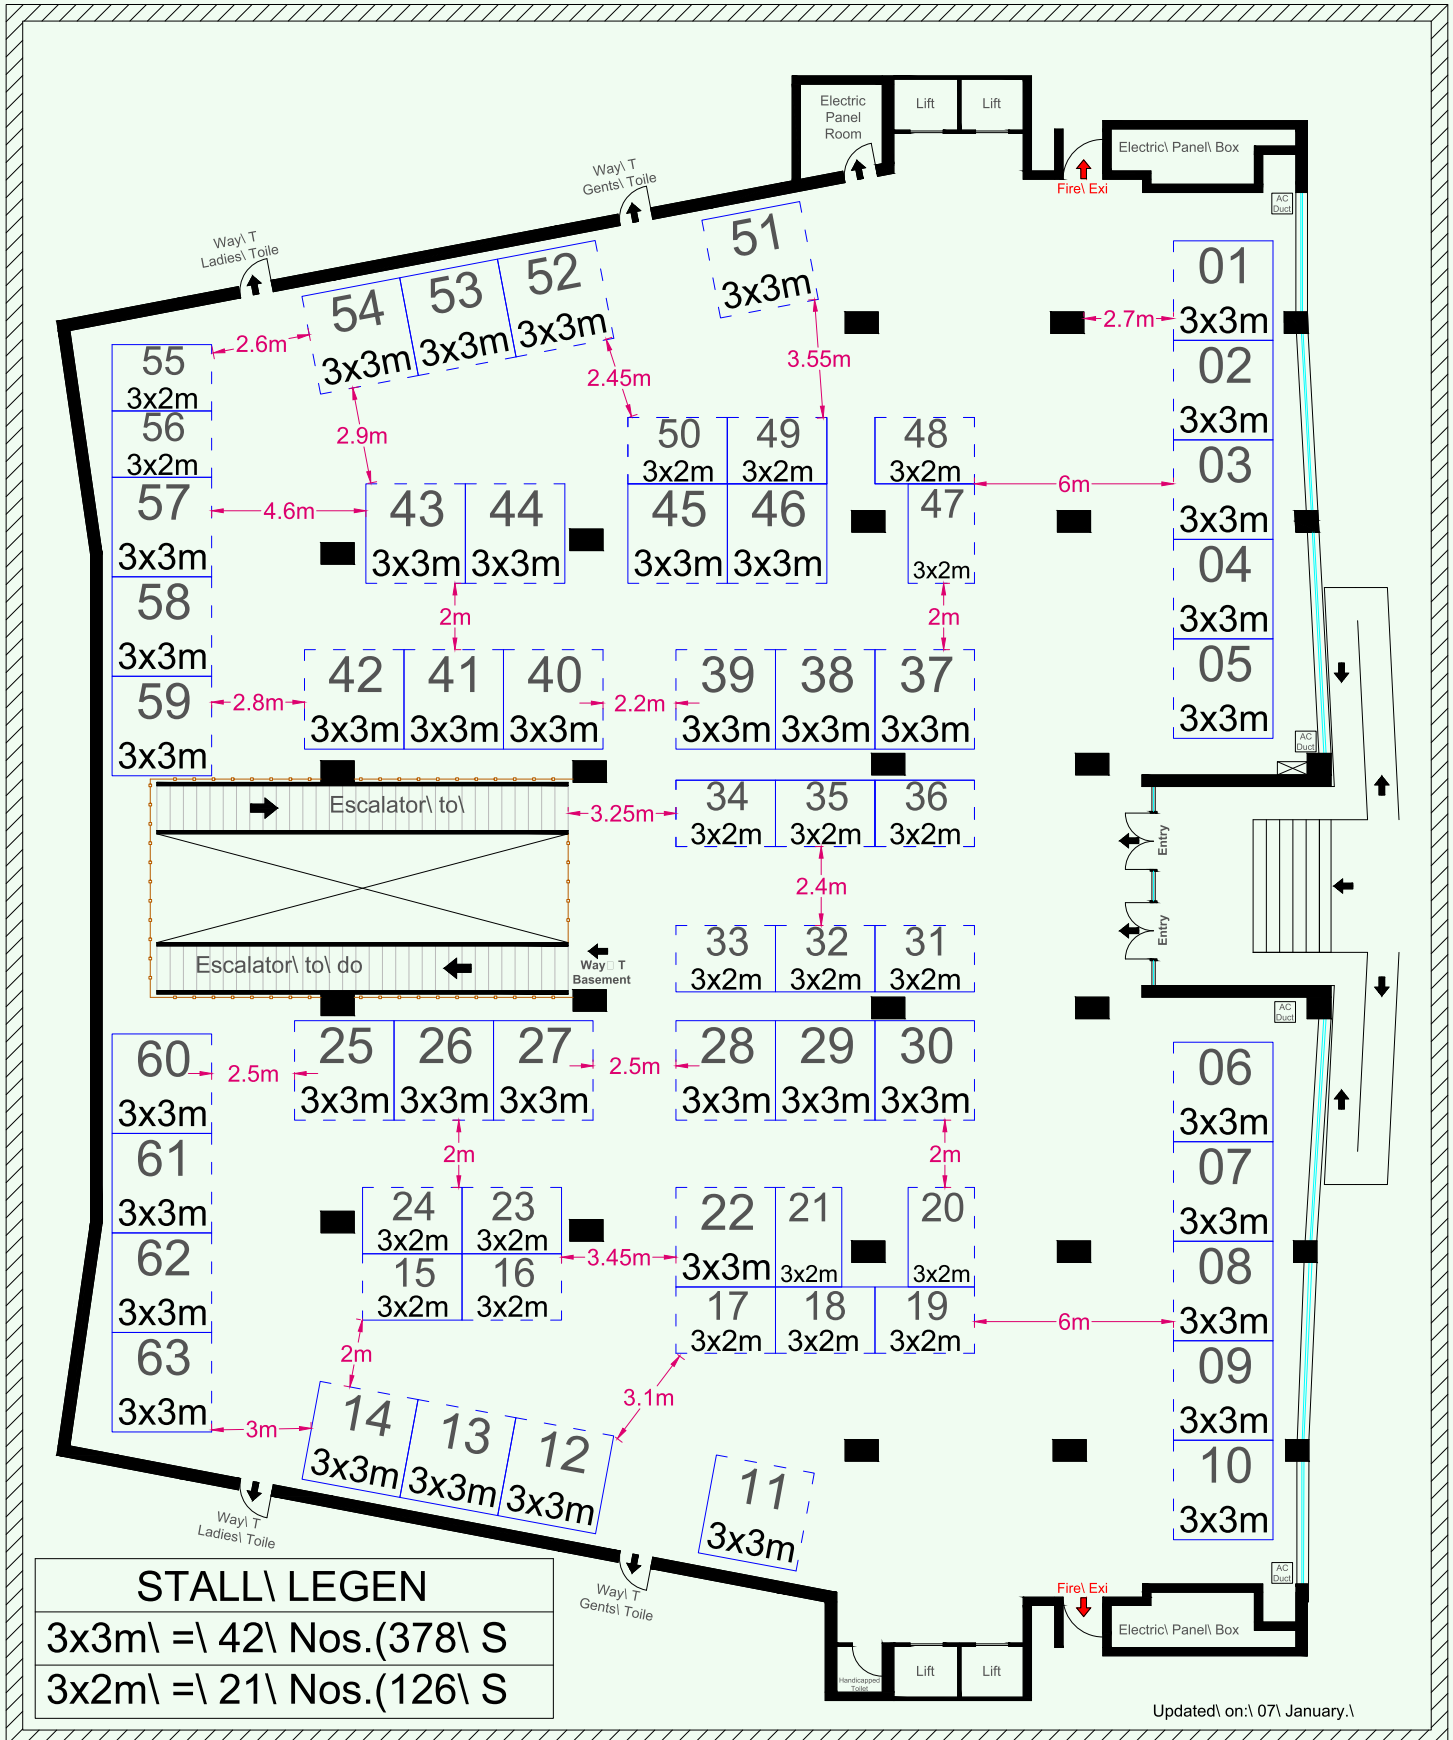 Electric
Panel
Room
Lift
Lift
Electric\ Panel\ Box
Fire\ Exi
Way\ T
Gents\ Toile
Way\ T
Ladies\ Toile
AC
Duct
51
3x3m
52
3x3m
53
3x3m
54
3x3m
01
3x3m
2.7m
2.6m
3.55m
2.45m
55
3x2m
02
3x3m
2.9m
56
3x2m
50
3x2m
49
3x2m
48
3x2m
03
3x3m
6m
57
3x3m
4.6m
43
3x3m
44
3x3m
45
3x3m
46
3x3m
47
3x2m
04
3x3m
58
3x3m
2m
2m
05
3x3m
59
3x3m
2.8m
42
3x3m
41
3x3m
40
3x3m
2.2m
39
3x3m
38
3x3m
37
3x3m
AC
Duct
Escalator\ to\
3.25m
34
3x2m
35
3x2m
36
3x2m
Entry
2.4m
Entry
33
3x2m
32
3x2m
31
3x2m
Escalator\ to\ do
Way□ T
Basement
AC
Duct
60
3x3m
2.5m
25
3x3m
26
3x3m
27
3x3m
2.5m
28
3x3m
29
3x3m
30
3x3m
06
3x3m
61
3x3m
2m
2m
07
3x3m
24
3x2m
23
3x2m
22
3x3m
21
3x2m
20
3x2m
62
3x3m
15
3x2m
16
3x2m
3.45m
08
3x3m
17
3x2m
18
3x2m
19
3x2m
6m
63
3x3m
2m
09
3x3m
3.1m
3m
14
3x3m
13
3x3m
12
3x3m
11
3x3m
10
3x3m
Way\ T
Ladies\ Toile
Way\ T
Gents\ Toile
AC
Duct
Fire\ Exi
Electric\ Panel\ Box
Handicapped
Toilet
Lift
Lift
STALL\ LEGEN
3x3m\ =\ 42\ Nos.(378\ S
3x2m\ =\ 21\ Nos.(126\ S
Updated\ on:\ 07\ January.\